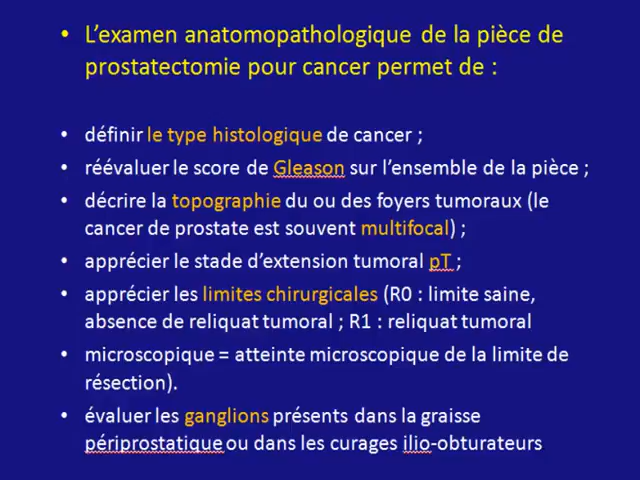 • L’examen anatomopathologique de la pièce de
prostatectomie pour cancer permet de :
• définir le type histologique de cancer ;
• réévaluer le score de Gleason sur l’ensemble de la pièce ;
• décrire la topographie du ou des foyers tumoraux (le
cancer de prostate est souvent multifocal) ;
• apprécier le stade d’extension tumoral pT ;
• apprécier les limites chirurgicales (R0 : limite saine,
absence de reliquat tumoral ; R1 : reliquat tumoral
• microscopique = atteinte microscopique de la limite de
résection).
• évaluer les ganglions présents dans la graisse
périprostatique ou dans les curages ilio-obturateurs